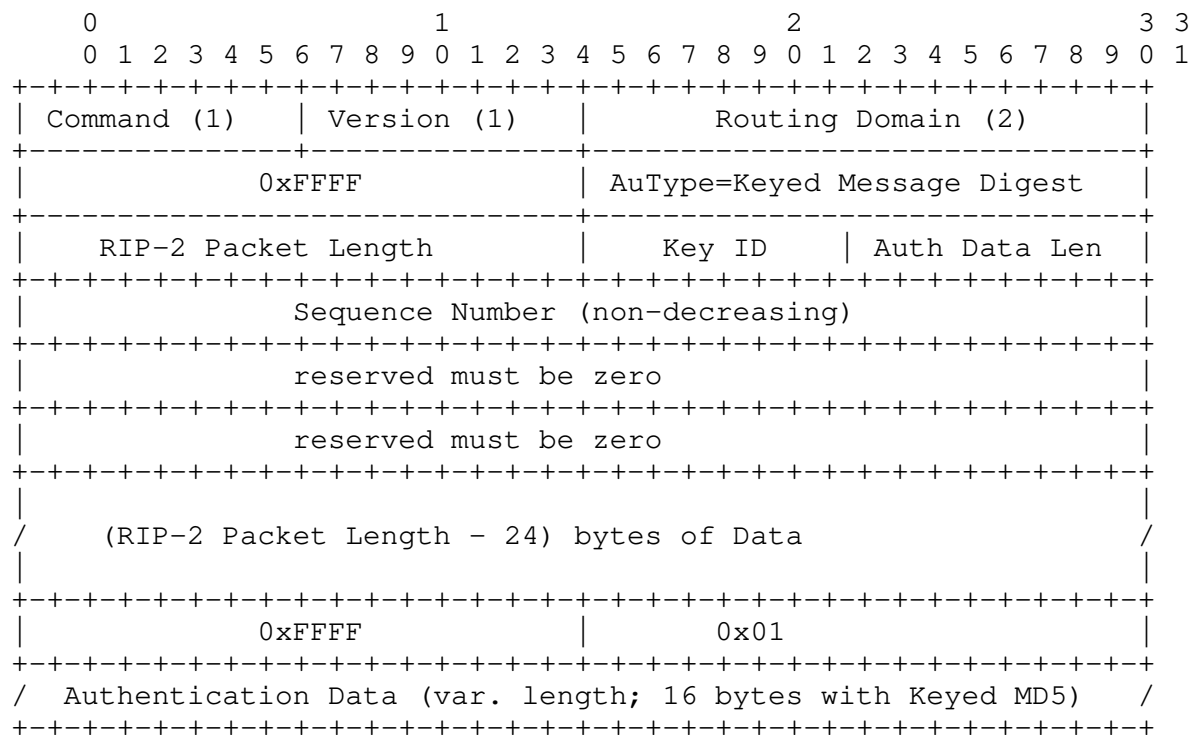 0                   1                   2                   3 3
0 1 2 3 4 5 6 7 8 9 0 1 2 3 4 5 6 7 8 9 0 1 2 3 4 5 6 7 8 9 0 1
+-+-+-+-+-+-+-+-+-+-+-+-+-+-+-+-+-+-+-+-+-+-+-+-+-+-+-+-+-+-+-+-+
| Command (1)   | Version (1)   |       Routing Domain (2)      |
+---------------+---------------+-------------------------------+
|             0xFFFF            | AuType=Keyed Message Digest   |
+-------------------------------+-------------------------------+
|    RIP-2 Packet Length        |    Key ID    | Auth Data Len  |
+-+-+-+-+-+-+-+-+-+-+-+-+-+-+-+-+-+-+-+-+-+-+-+-+-+-+-+-+-+-+-+-+
|               Sequence Number (non-decreasing)                |
+-+-+-+-+-+-+-+-+-+-+-+-+-+-+-+-+-+-+-+-+-+-+-+-+-+-+-+-+-+-+-+-+
|               reserved must be zero                           |
+-+-+-+-+-+-+-+-+-+-+-+-+-+-+-+-+-+-+-+-+-+-+-+-+-+-+-+-+-+-+-+-+
|               reserved must be zero                           |
+-+-+-+-+-+-+-+-+-+-+-+-+-+-+-+-+-+-+-+-+-+-+-+-+-+-+-+-+-+-+-+-+
|                                                               |
/    (RIP-2 Packet Length - 24) bytes of Data                   /
|                                                               |
+-+-+-+-+-+-+-+-+-+-+-+-+-+-+-+-+-+-+-+-+-+-+-+-+-+-+-+-+-+-+-+-+
|             0xFFFF            |       0x01                    |
+-+-+-+-+-+-+-+-+-+-+-+-+-+-+-+-+-+-+-+-+-+-+-+-+-+-+-+-+-+-+-+-+
/  Authentication Data (var. length; 16 bytes with Keyed MD5)   /
+-+-+-+-+-+-+-+-+-+-+-+-+-+-+-+-+-+-+-+-+-+-+-+-+-+-+-+-+-+-+-+-+